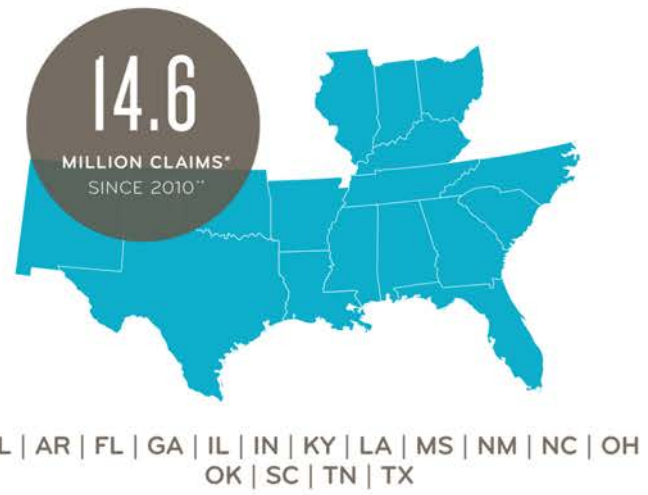 14.6
MILLION CLAIMS*
SINCE 2010**
L | AR | FL | GA | IL | IN | KY | LA | MS | NM | NC | OH
OK | SC | TN | TX